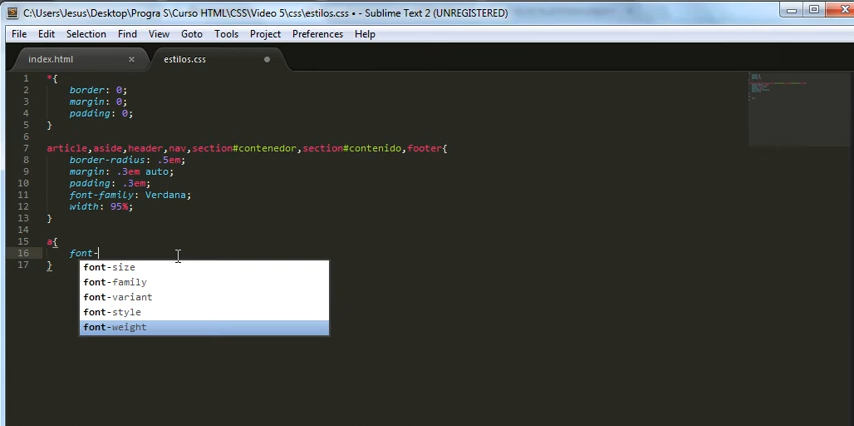 C:\Users\Jesus\Desktop\Progra S\Curso HTML\CSS\Video 5\css\estilos.css • - Sublime Text 2 (UNREGISTERED)
File Edit Selection Find View Goto Tools Project Preferences Help
index.html × estilos.css
1 *{
2 border: 0;
3 margin: 0;
4 padding: 0;
5 }
6
7 article,aside,header,nav,section#contenedor,section#contenido,footer{
8 border-radius: .5em;
9 margin: .3em auto;
10 padding: .3em;
11 font-family: Verdana;
12 width: 95%;
13 }
14
15 a{
16 font-
17 }
font-size
font-family
font-variant
font-style
font-weight